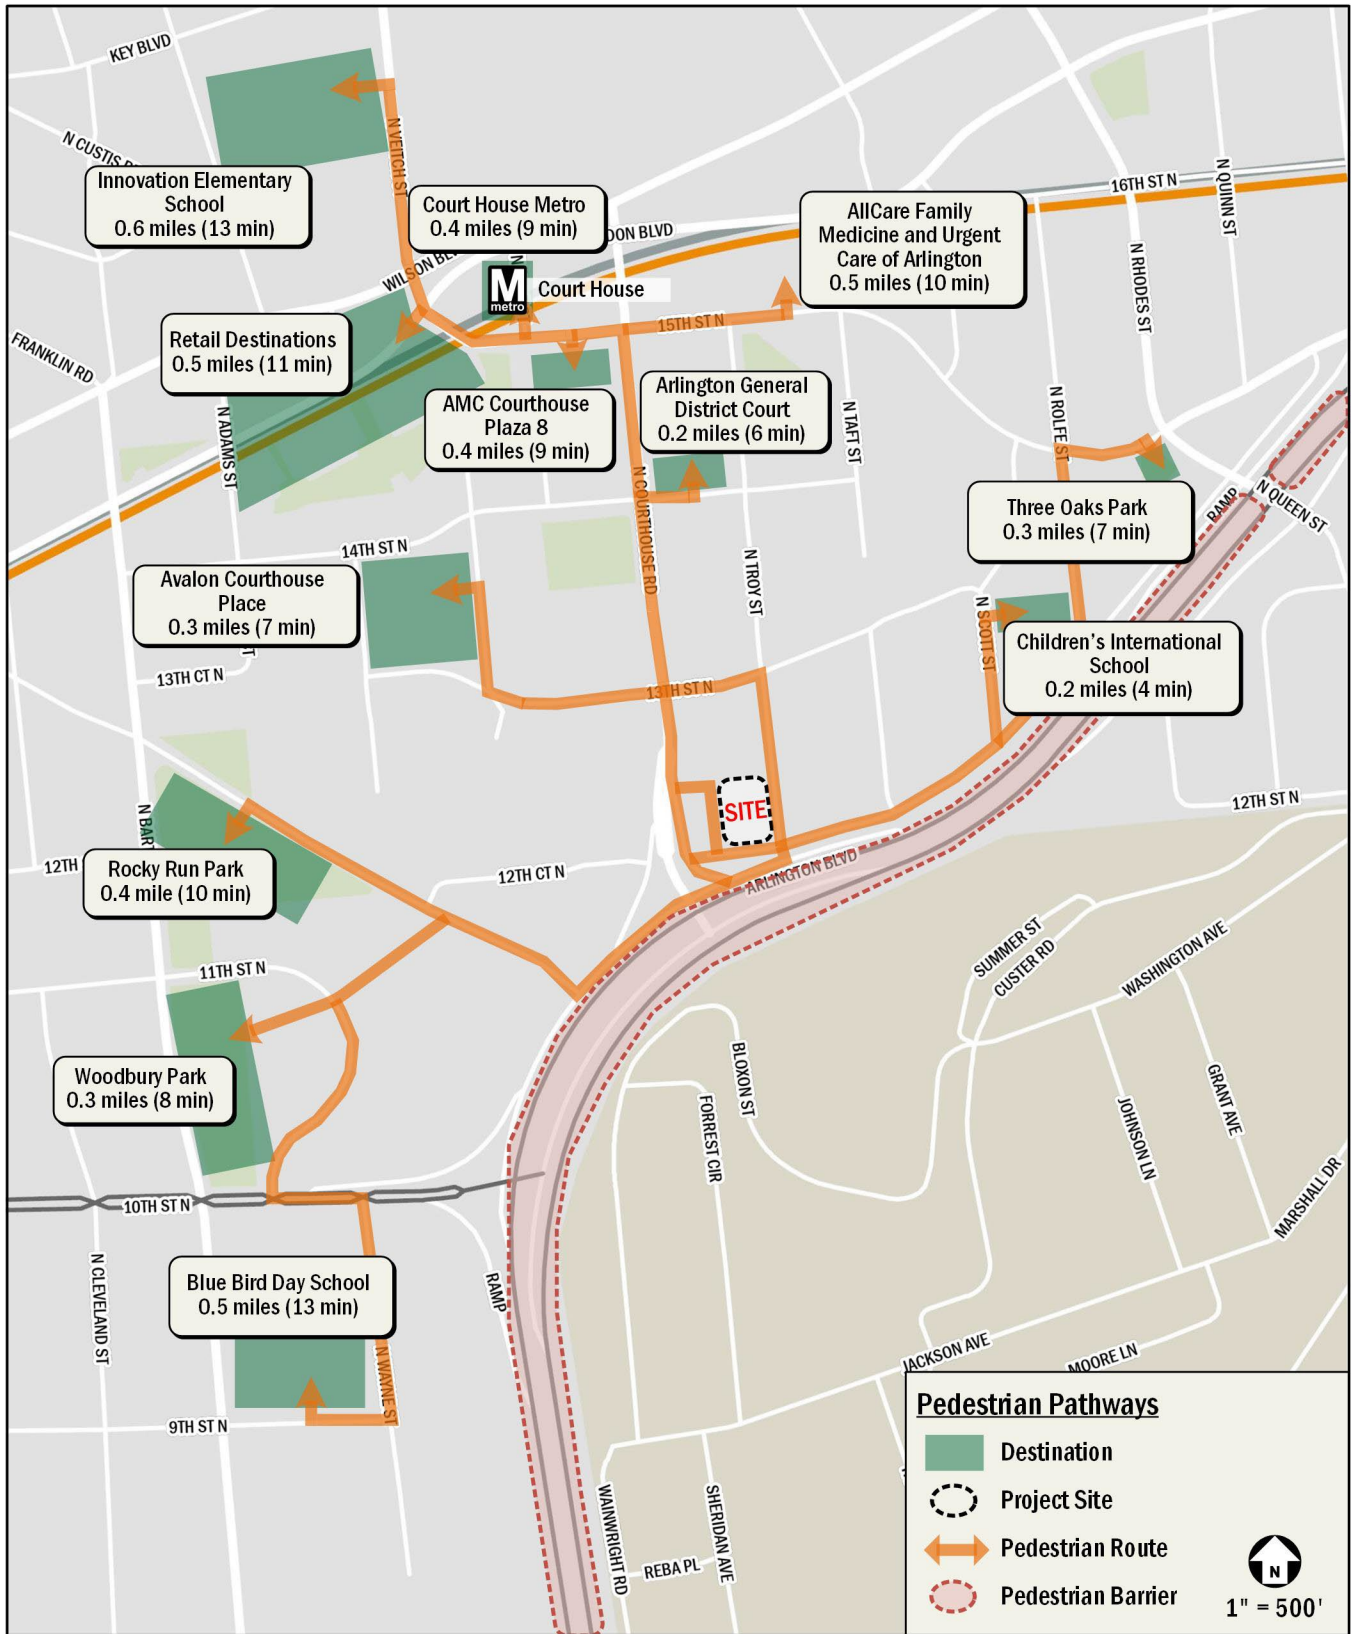 KEY BLVD
N CUSTIS
N VEITCH ST
Innovation Elementary
School
0.6 miles (13 min)
Court House Metro
0.4 miles (9 min)
AllCare Family
Medicine and Urgent
Care of Arlington
0.5 miles (10 min)
16TH ST N
N QUINN ST
N RHODES ST
WILSON
BLVD
M
metro
Court House
15TH ST N
Retail Destinations
0.5 miles (11 min)
FRANKLIN RD
N ADAMS ST
AMC Courthouse
Plaza 8
0.4 miles (9 min)
Arlington General
District Court
0.2 miles (6 min)
N TAFT ST
N ROLFE ST
N COURTHOUSE RD
Three Oaks Park
0.3 miles (7 min)
RAMP
N QUEEN ST
14TH ST N
N TROY ST
Avalon Courthouse
Place
0.3 miles (7 min)
N SCOTT ST
Children's International
School
0.2 miles (4 min)
13TH CT N
13TH ST N
SITE
12TH ST N
N BART
12TH
Rocky Run Park
0.4 mile (10 min)
12TH CT N
ARLINGTON BLVD
SUMMER ST
CUSTER RD
WASHINGTON AVE
11TH ST N
Woodbury Park
0.3 miles (8 min)
BLOXON ST
FORREST CIR
JOHNSON LN
GRANT AVE
MARSHALL DR
10TH ST N
N CLEVELAND ST
Blue Bird Day School
0.5 miles (13 min)
RAMP
N WAYNE ST
9TH ST N
JACKSON AVE
MOORE LN
WAINWRIGHT RD
SHERIDAN AVE
REBA PL
Pedestrian Pathways
Destination
Project Site
Pedestrian Route
Pedestrian Barrier
N
1" = 500'